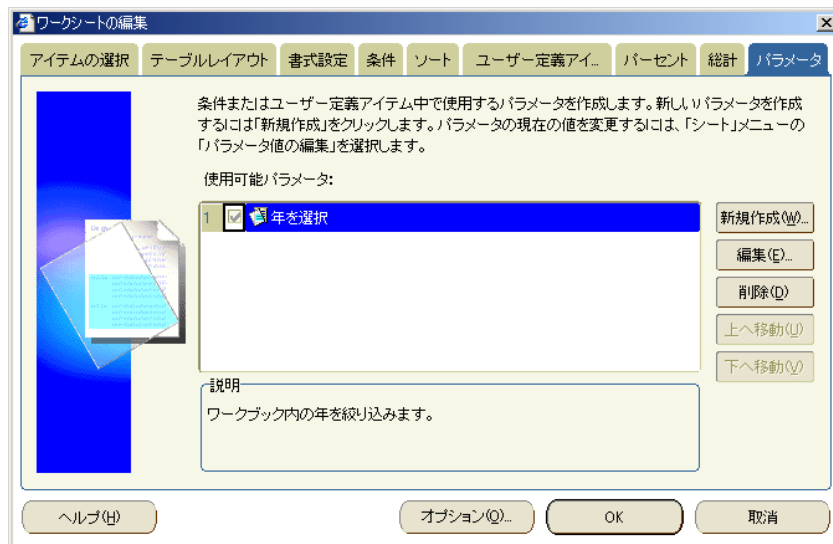 ワークシートの編集
アイテムの選択 テーブルレイアウト 書式設定 条件 ソート ユーザー定義アイ... パーセント 総計 パラメータ
条件またはユーザー定義アイテム中で使用するパラメータを作成します。新しいパラメータを作成
するには「新規作成」をクリックします。パラメータの現在の値を変更するには、「シート」メニューの
「パラメータ値の編集」を選択します。
使用可能パラメータ:
1 年を選択
新規作成(W)...
編集(E)...
削除(D)
上へ移動(U)
下へ移動(V)
説明
ワークブック内の年を絞り込みます。
ヘルプ(H) オプション(O)... OK 取消